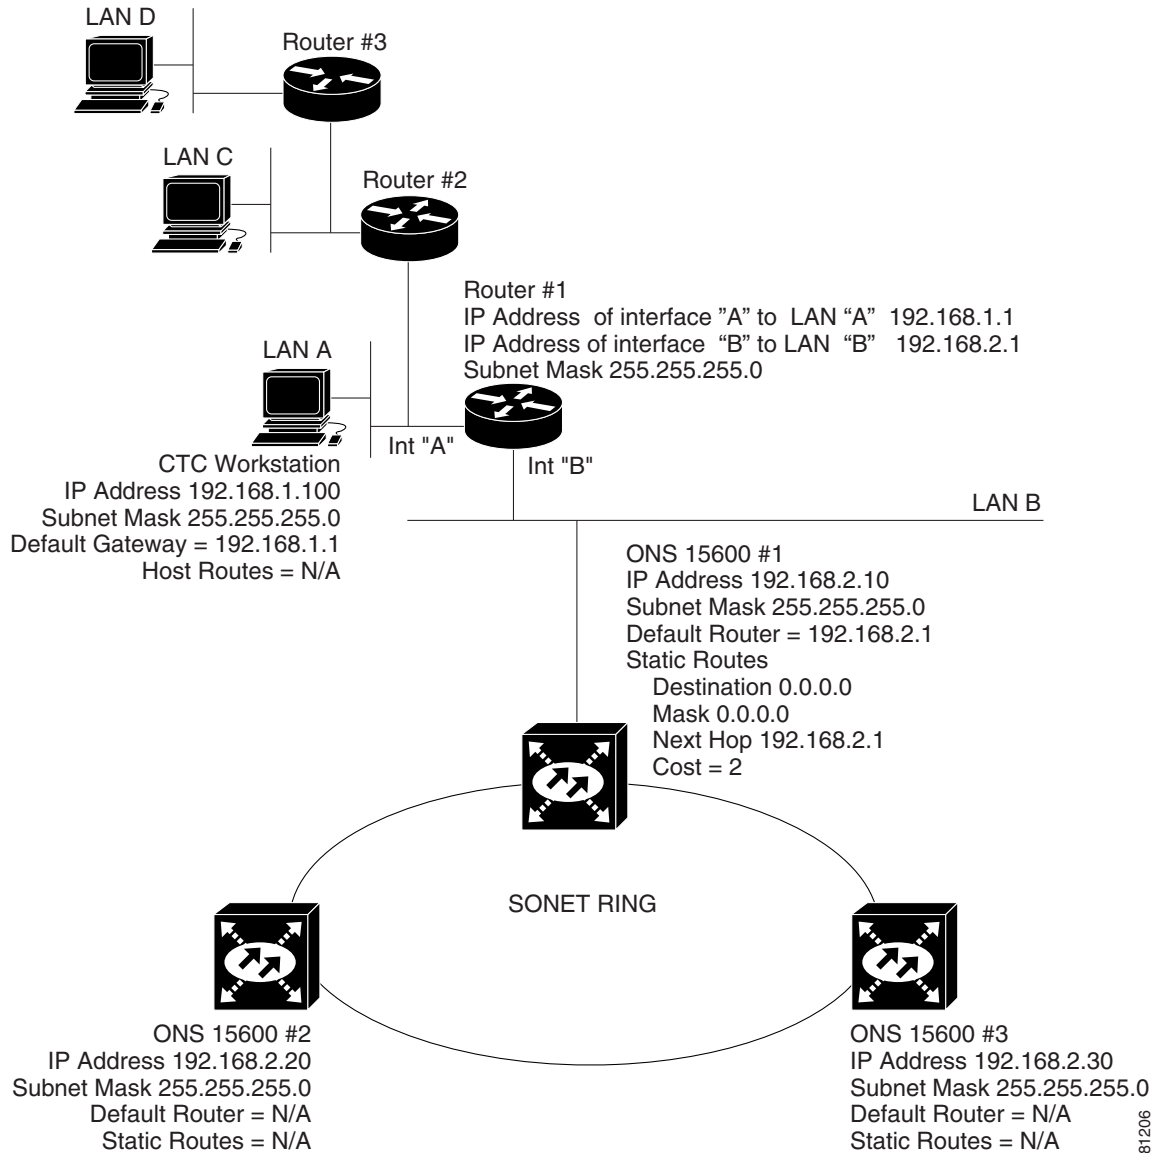 LAN D
Router #3
LAN C
Router #2
Router #1
IP Address  of interface ”A” to  LAN “A”  192.168.1.1
IP Address of interface  “B” to LAN  “B”   192.168.2.1
Subnet Mask 255.255.255.0
LAN A
Int "A"
Int "B"
CTC Workstation
IP Address 192.168.1.100
Subnet Mask 255.255.255.0
Default Gateway = 192.168.1.1
Host Routes = N/A
LAN B
ONS 15600 #1
IP Address 192.168.2.10
Subnet Mask 255.255.255.0
Default Router = 192.168.2.1
Static Routes
Destination 0.0.0.0
Mask 0.0.0.0
Next Hop 192.168.2.1
Cost = 2
SONET RING
ONS 15600 #2
IP Address 192.168.2.20
Subnet Mask 255.255.255.0
Default Router = N/A
Static Routes = N/A
ONS 15600 #3
IP Address 192.168.2.30
Subnet Mask 255.255.255.0
Default Router = N/A
Static Routes = N/A
81206